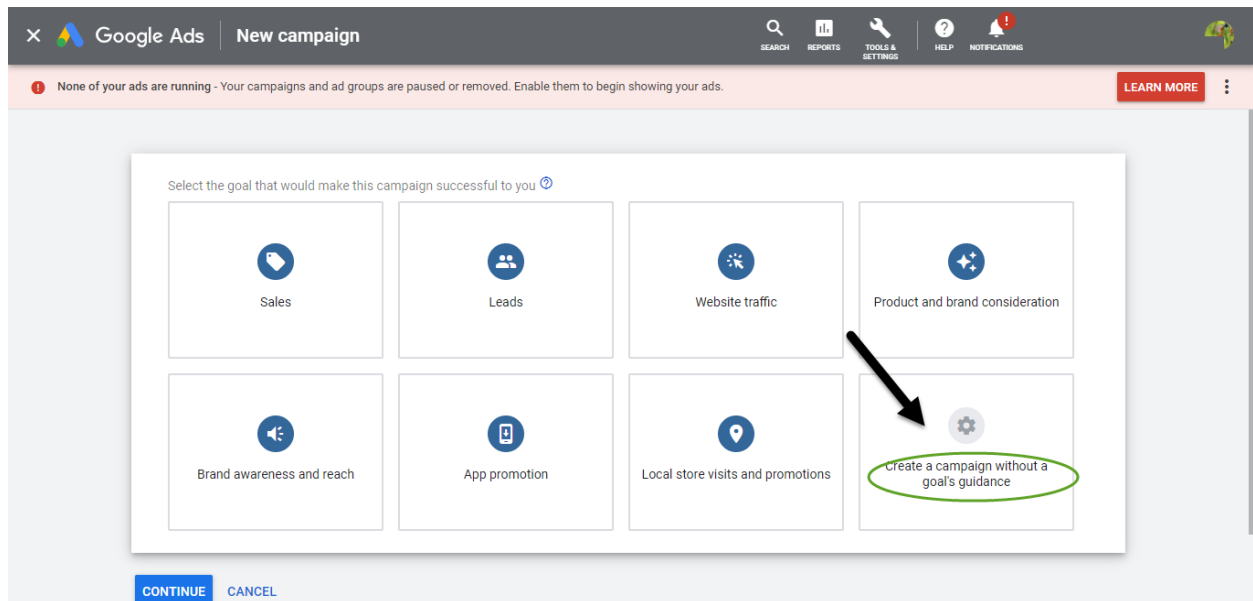 Google Ads New campaign
SEARCH REPORTS TOOLS & SETTINGS HELP NOTIFICATIONS
None of your ads are running - Your campaigns and ad groups are paused or removed. Enable them to begin showing your ads. LEARN MORE
Select the goal that would make this campaign successful to you
Sales Leads Website traffic Product and brand consideration
Brand awareness and reach App promotion Local store visits and promotions Create a campaign without a
goal's guidance
CONTINUE CANCEL